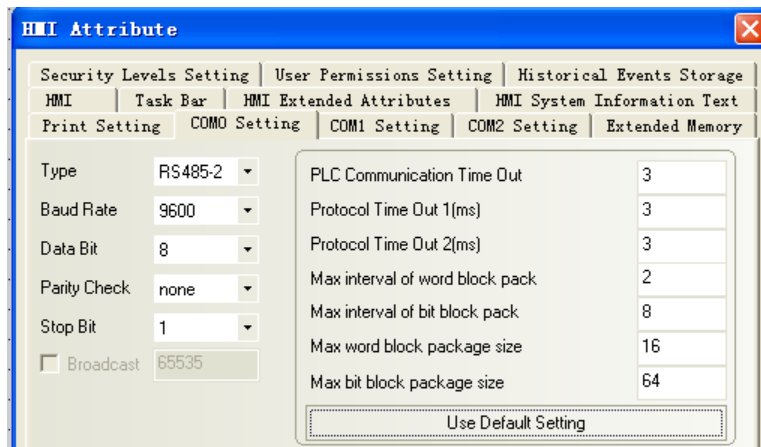 HMI Attribute
Security Levels Setting User Permissions Setting Historical Events Storage
HMI Task Bar HMI Extended Attributes HMI System Information Text
Print Setting COM0 Setting COM1 Setting COM2 Setting Extended Memory
Type RS485-2
Baud Rate 9600
Data Bit 8
Parity Check none
Stop Bit 1
Broadcast 65535
PLC Communication Time Out 3
Protocol Time Out 1(ms) 3
Protocol Time Out 2(ms) 3
Max interval of word block pack 2
Max interval of bit block pack 8
Max word block package size 16
Max bit block package size 64
Use Default Setting